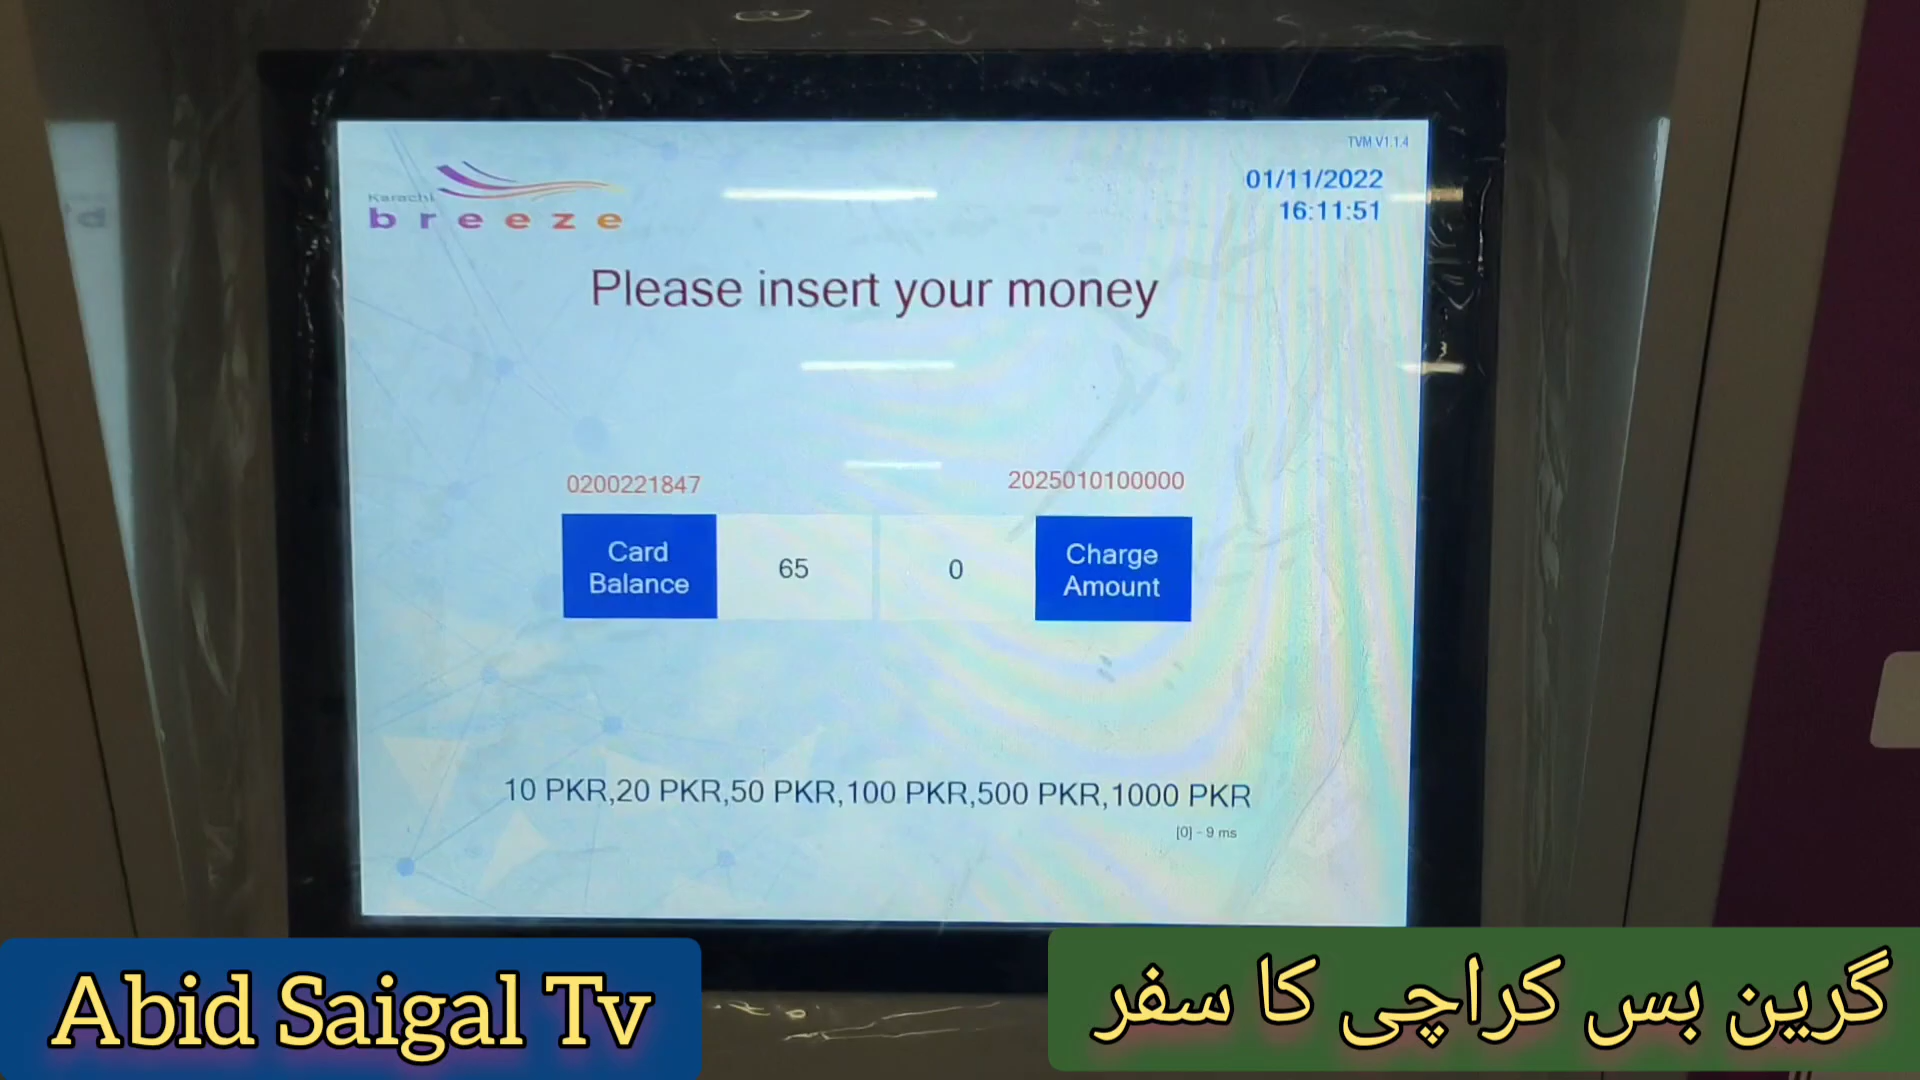 TVM V1.1.4
Karachi
breeze
01/11/2022
16:11:51
Please insert your money
0200221847
2025010100000
Card
Balance
65
0
Charge
Amount
10 PKR,20 PKR,50 PKR,100 PKR,500 PKR,1000 PKR
[0] - 9 ms
Abid Saigal Tv
گرین بس کراچی کا سفر